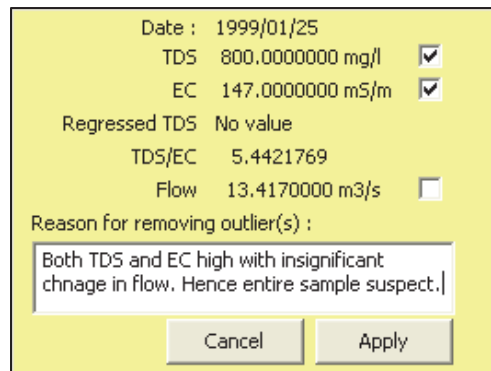 Date : 1999/01/25
TDS 800.0000000 mg/l
EC 147.0000000 mS/m
Regressed TDS No value
TDS/EC 5.4421769
Flow 13.4170000 m3/s
Reason for removing outlier(s) :
Both TDS and EC high with insignificant
chnage in flow. Hence entire sample suspect.
Cancel Apply